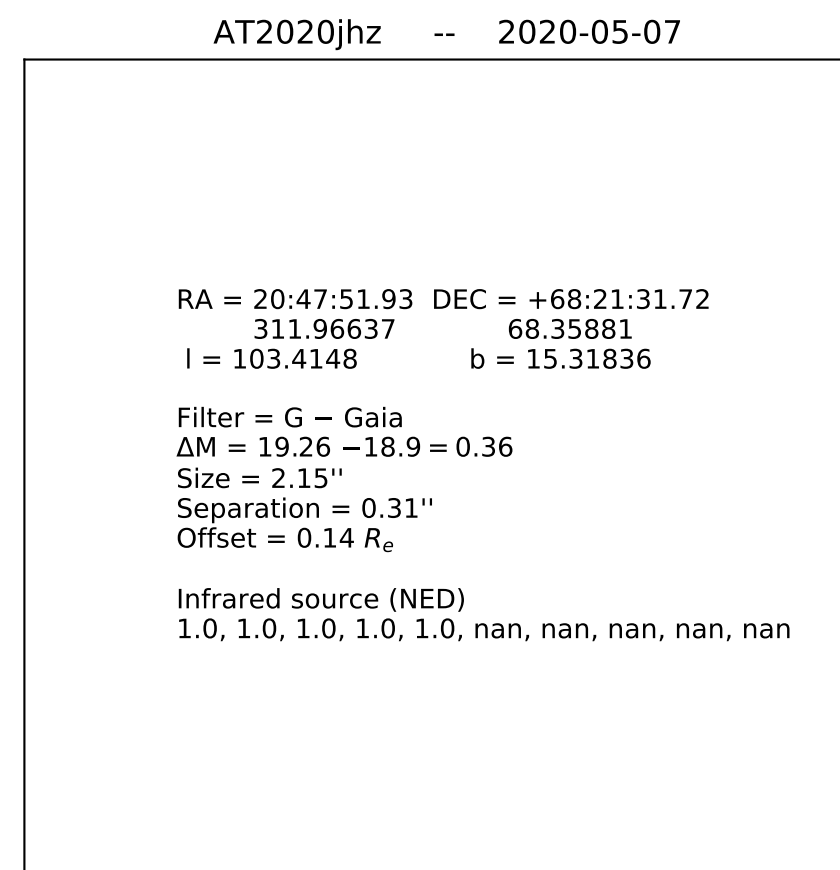 AT2020jhz -- 2020-05-07
RA = 20:47:51.93 DEC = +68:21:31.72
311.96637 68.35881
l = 103.4148 b = 15.31836
Filter = G − Gaia
ΔM = 19.26 −18.9 = 0.36
Size = 2.15''
Separation = 0.31''
Offset = 0.14 Re
Infrared source (NED)
1.0, 1.0, 1.0, 1.0, 1.0, nan, nan, nan, nan, nan